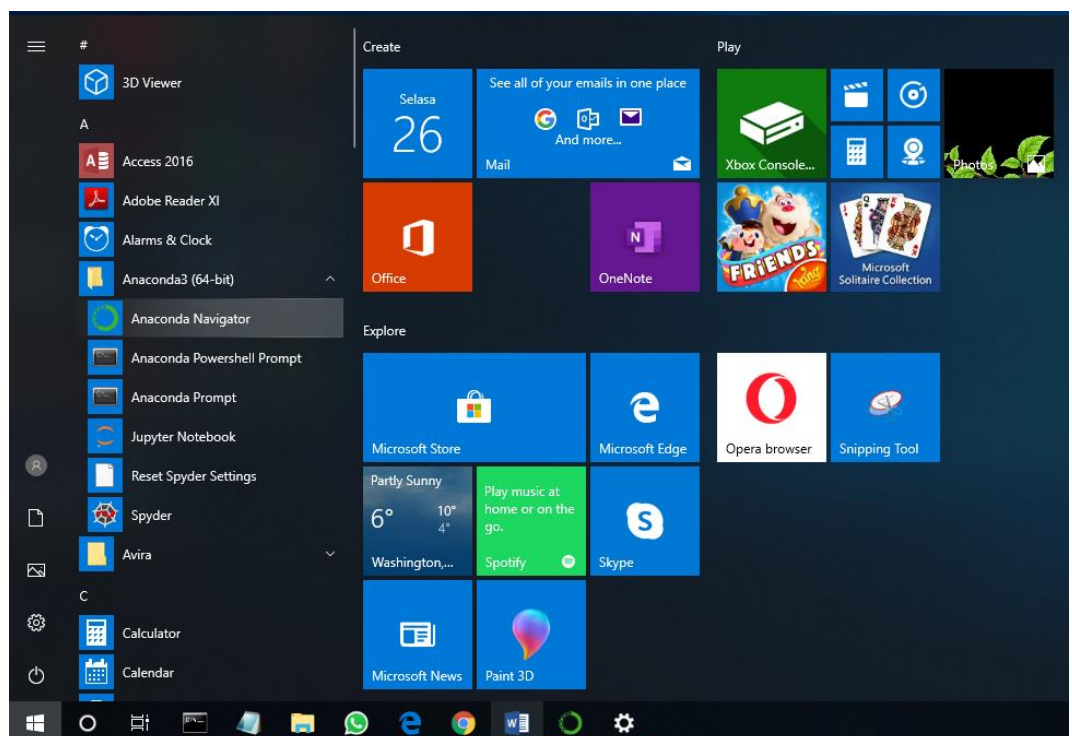 #
3D Viewer
A
Access 2016
Adobe Reader XI
Alarms & Clock
Anaconda3 (64-bit)
Anaconda Navigator
Anaconda Powershell Prompt
Anaconda Prompt
Jupyter Notebook
Reset Spyder Settings
Spyder
Avira
C
Calculator
Calendar
Create
Selasa
26
See all of your emails in one place
And more...
Mail
Office
OneNote
Explore
Microsoft Store
Microsoft Edge
Partly Sunny
6° 10°
4°
Washington,...
Play music at
home or on the
go.
Spotify
Skype
Microsoft News
Paint 3D
Play
Xbox Console...
Photos
FRIENDS
King
Microsoft
Solitaire Collection
Opera browser
Snipping Tool